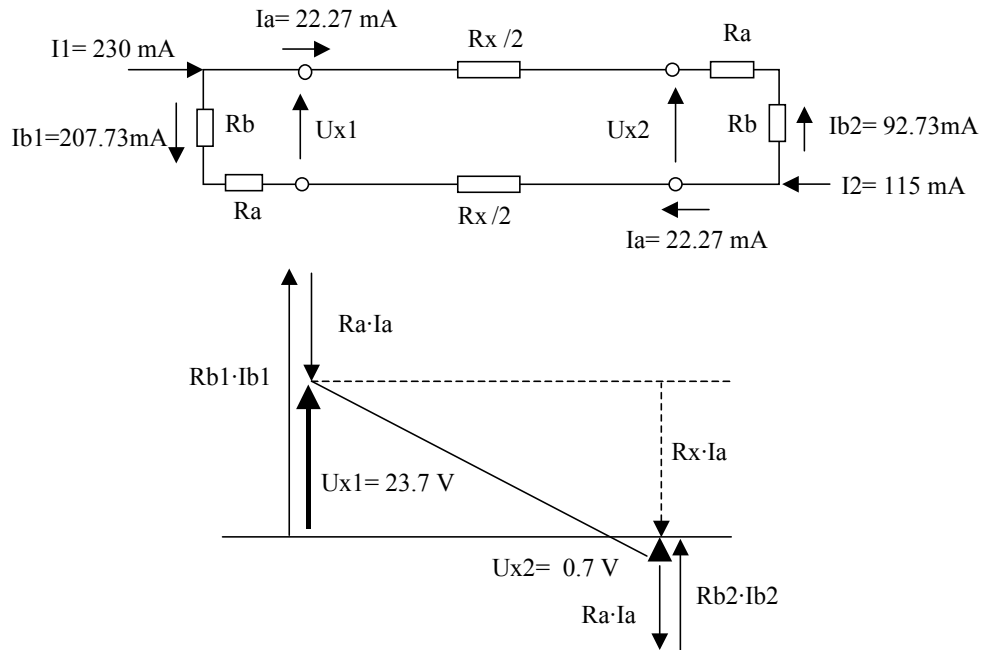 Ia= 22.27 mA
I1= 230 mA
Rx /2
Ra
Ib1=207.73mA
Rb
Ux1
Ux2
Rb
Ib2= 92.73mA
Ra
Rx /2
I2= 115 mA
Ia= 22.27 mA
Ra·Ia
Rb1·Ib1
Rx·Ia
Ux1= 23.7 V
Ux2=  0.7 V
Rb2·Ib2
Ra·Ia